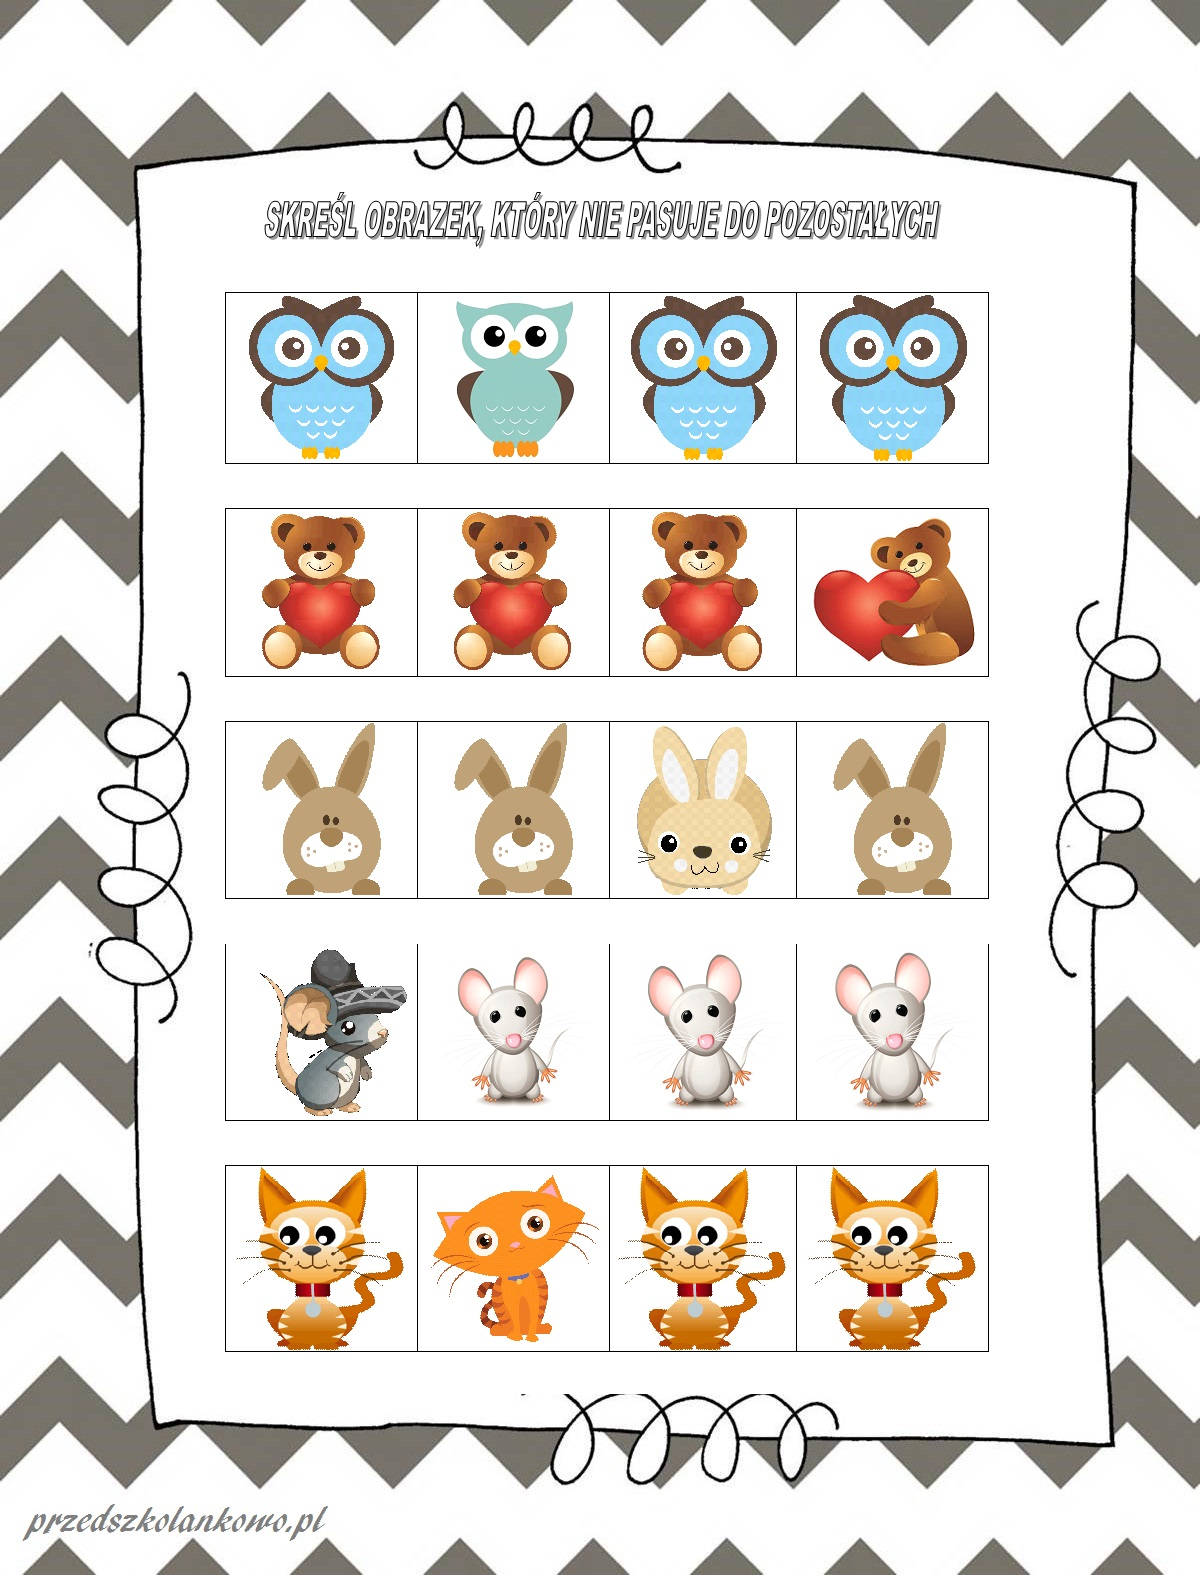 SKREŚL OBRAZEK, KTÓRY NIE PASUJE DO POZOSTAŁYCH
przedszkolankowo.pl